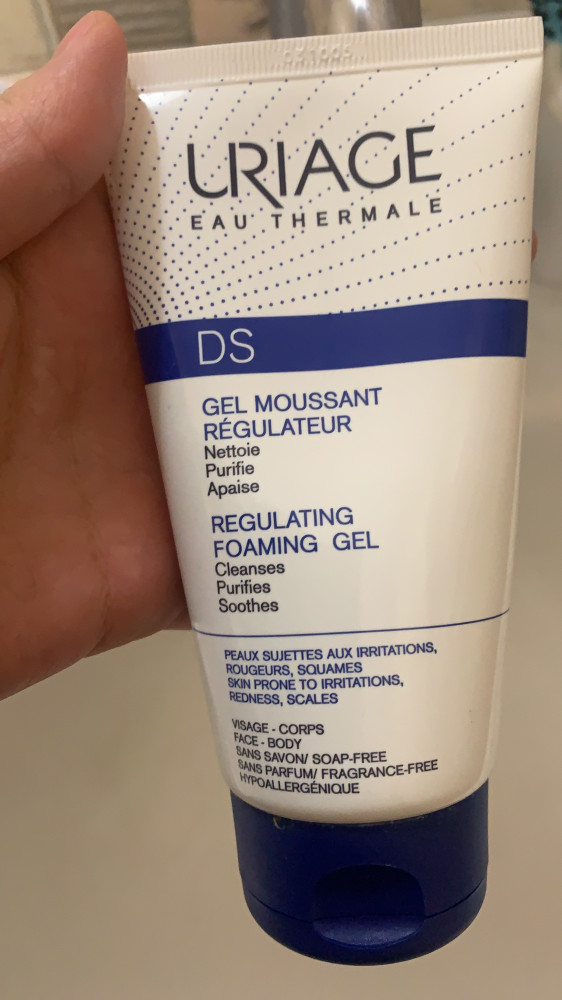 URIAGE
EAU THERMALE
DS
GEL MOUSSANT
RÉGULATEUR
Nettoie
Purifie
Apaise
REGULATING
FOAMING GEL
Cleanses
Purifies
Soothes
PEAUX SUJETTES AUX IRRITATIONS,
ROUGEURS, SQUAMES
SKIN PRONE TO IRRITATIONS,
REDNESS, SCALES
VISAGE - CORPS
FACE - BODY
SANS SAVON/ SOAP-FREE
SANS PARFUM/ FRAGRANCE-FREE
HYPOALLERGÉNIQUE